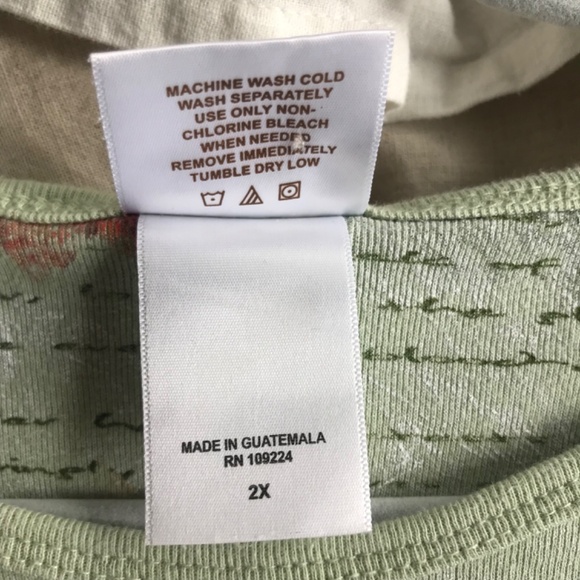 MACHINE WASH COLD
WASH SEPARATELY
USE ONLY NON-
CHLORINE BLEACH
WHEN NEEDED
REMOVE IMMEDIATELY
TUMBLE DRY LOW
MADE IN GUATEMALA
RN 109224
2X